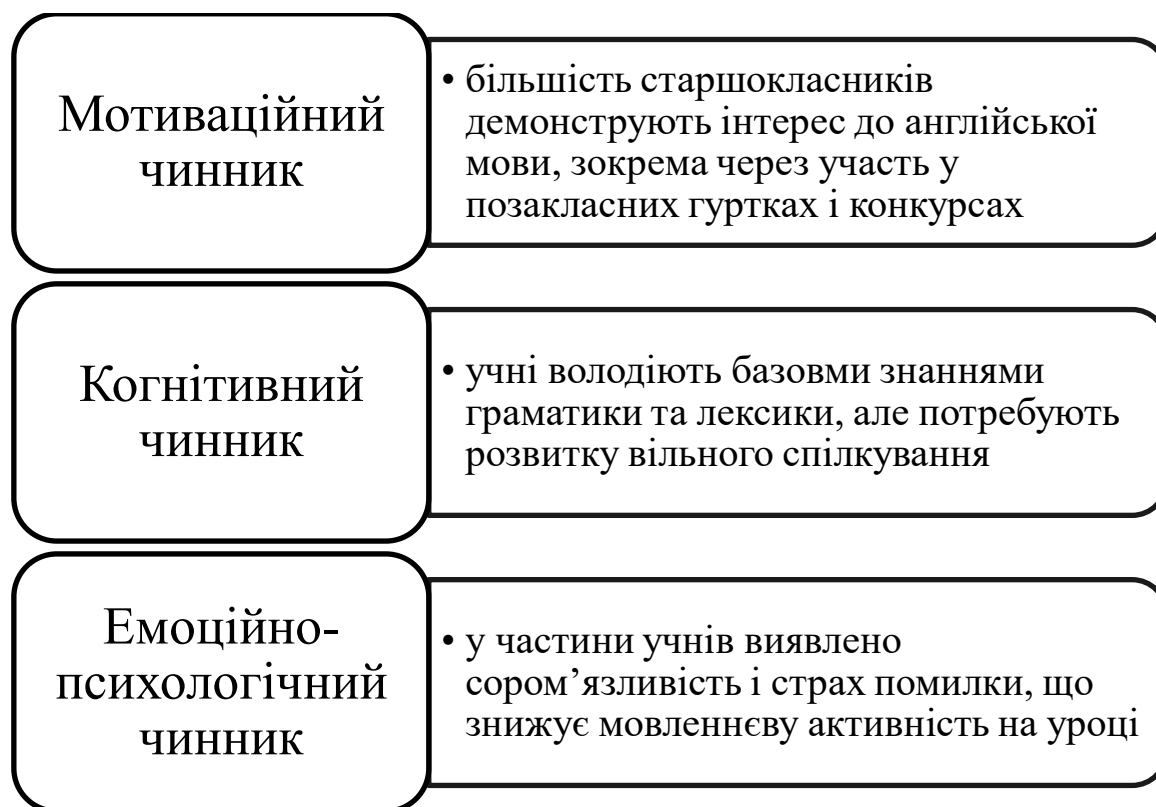 Мотиваційний
чинник
• більшість старшокласників
демонструють інтерес до англійської
мови, зокрема через участь у
позакласних гуртках і конкурсах
Когнітивний
чинник
• учні володіють базовми знаннями
граматики та лексики, але потребують
розвитку вільного спілкування
Емоційно-
психологічний
чинник
• у частини учнів виявлено
сором’язливість і страх помилки, що
знижує мовленнєву активність на уроці